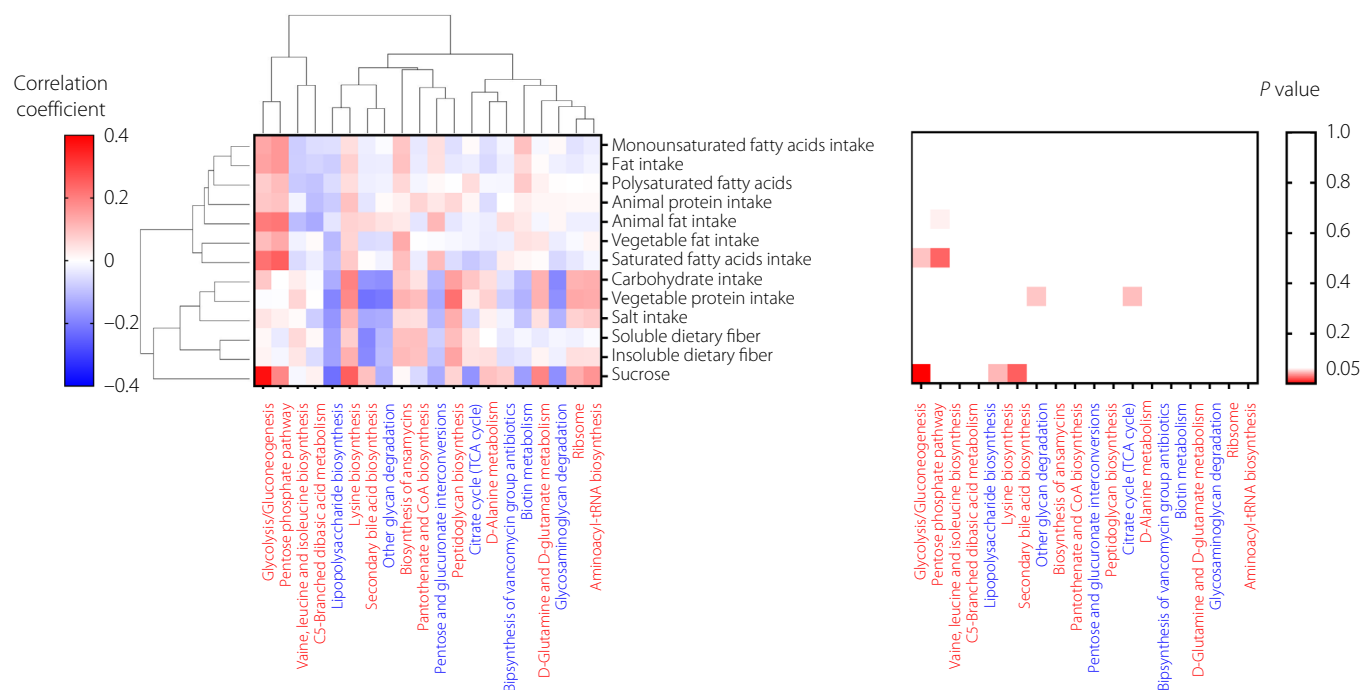 Correlation
coefficient
0.4
0.2
0
−0.2
−0.4
Monounsaturated fatty acids intake
Fat intake
Polysaturated fatty acids
Animal protein intake
Animal fat intake
Vegetable fat intake
Saturated fatty acids intake
Carbohydrate intake
Vegetable protein intake
Salt intake
Soluble dietary fiber
Insoluble dietary fiber
Sucrose
Glycolysis/Gluconeogenesis
Pentose phosphate pathway
Vaine, leucine and isoleucine biosynthesis
C5-Branched dibasic acid metabolism
Lipopolysaccharide biosynthesis
Lysine biosynthesis
Secondary bile acid biosynthesis
Other glycan degradation
Biosynthesis of ansamycins
Pantothenate and CoA biosynthesis
Pentose and glucuronate interconversions
Peptidoglycan biosynthesis
Citrate cycle (TCA cycle)
D-Alanine metabolism
Bipsynthesis of vancomycin group antibiotics
Biotin metabolism
D-Glutamine and D-glutamate metabolism
Glycosaminoglycan degradation
Ribsome
Aminoacyl-tRNA biosynthesis
P value
1.0
0.8
0.6
0.4
0.2
0.05
Glycolysis/Gluconeogenesis
Pentose phosphate pathway
Vaine, leucine and isoleucine biosynthesis
C5-Branched dibasic acid metabolism
Lipopolysaccharide biosynthesis
Lysine biosynthesis
Secondary bile acid biosynthesis
Other glycan degradation
Biosynthesis of ansamycins
Pantothenate and CoA biosynthesis
Pentose and glucuronate interconversions
Peptidoglycan biosynthesis
Citrate cycle (TCA cycle)
D-Alanine metabolism
Bipsynthesis of vancomycin group antibiotics
Biotin metabolism
D-Glutamine and D-glutamate metabolism
Glycosaminoglycan degradation
Ribsome
Aminoacyl-tRNA biosynthesis